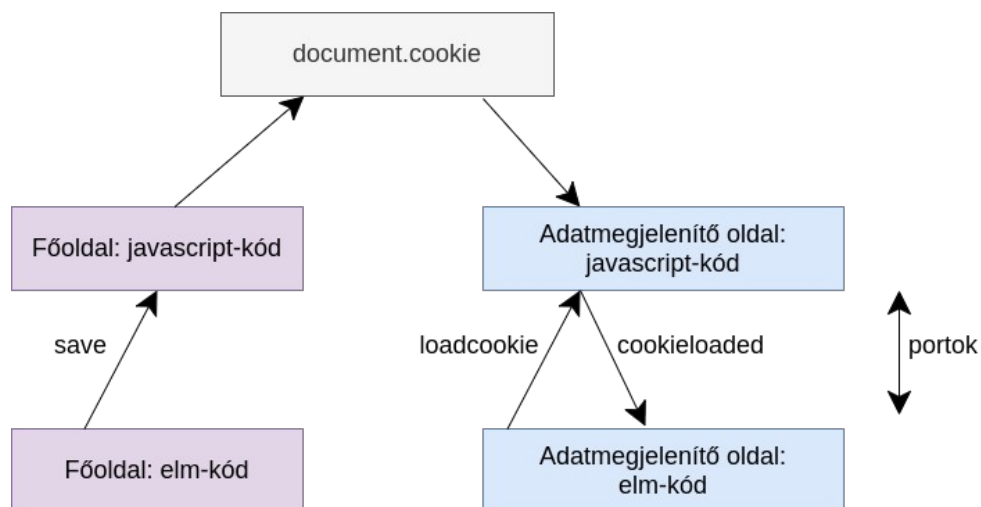 document.cookie
Főoldal: javascript-kód
Adatmegjelenítő oldal:
javascript-kód
save
loadcookie
cookieloaded
portok
Főoldal: elm-kód
Adatmegjelenítő oldal:
elm-kód